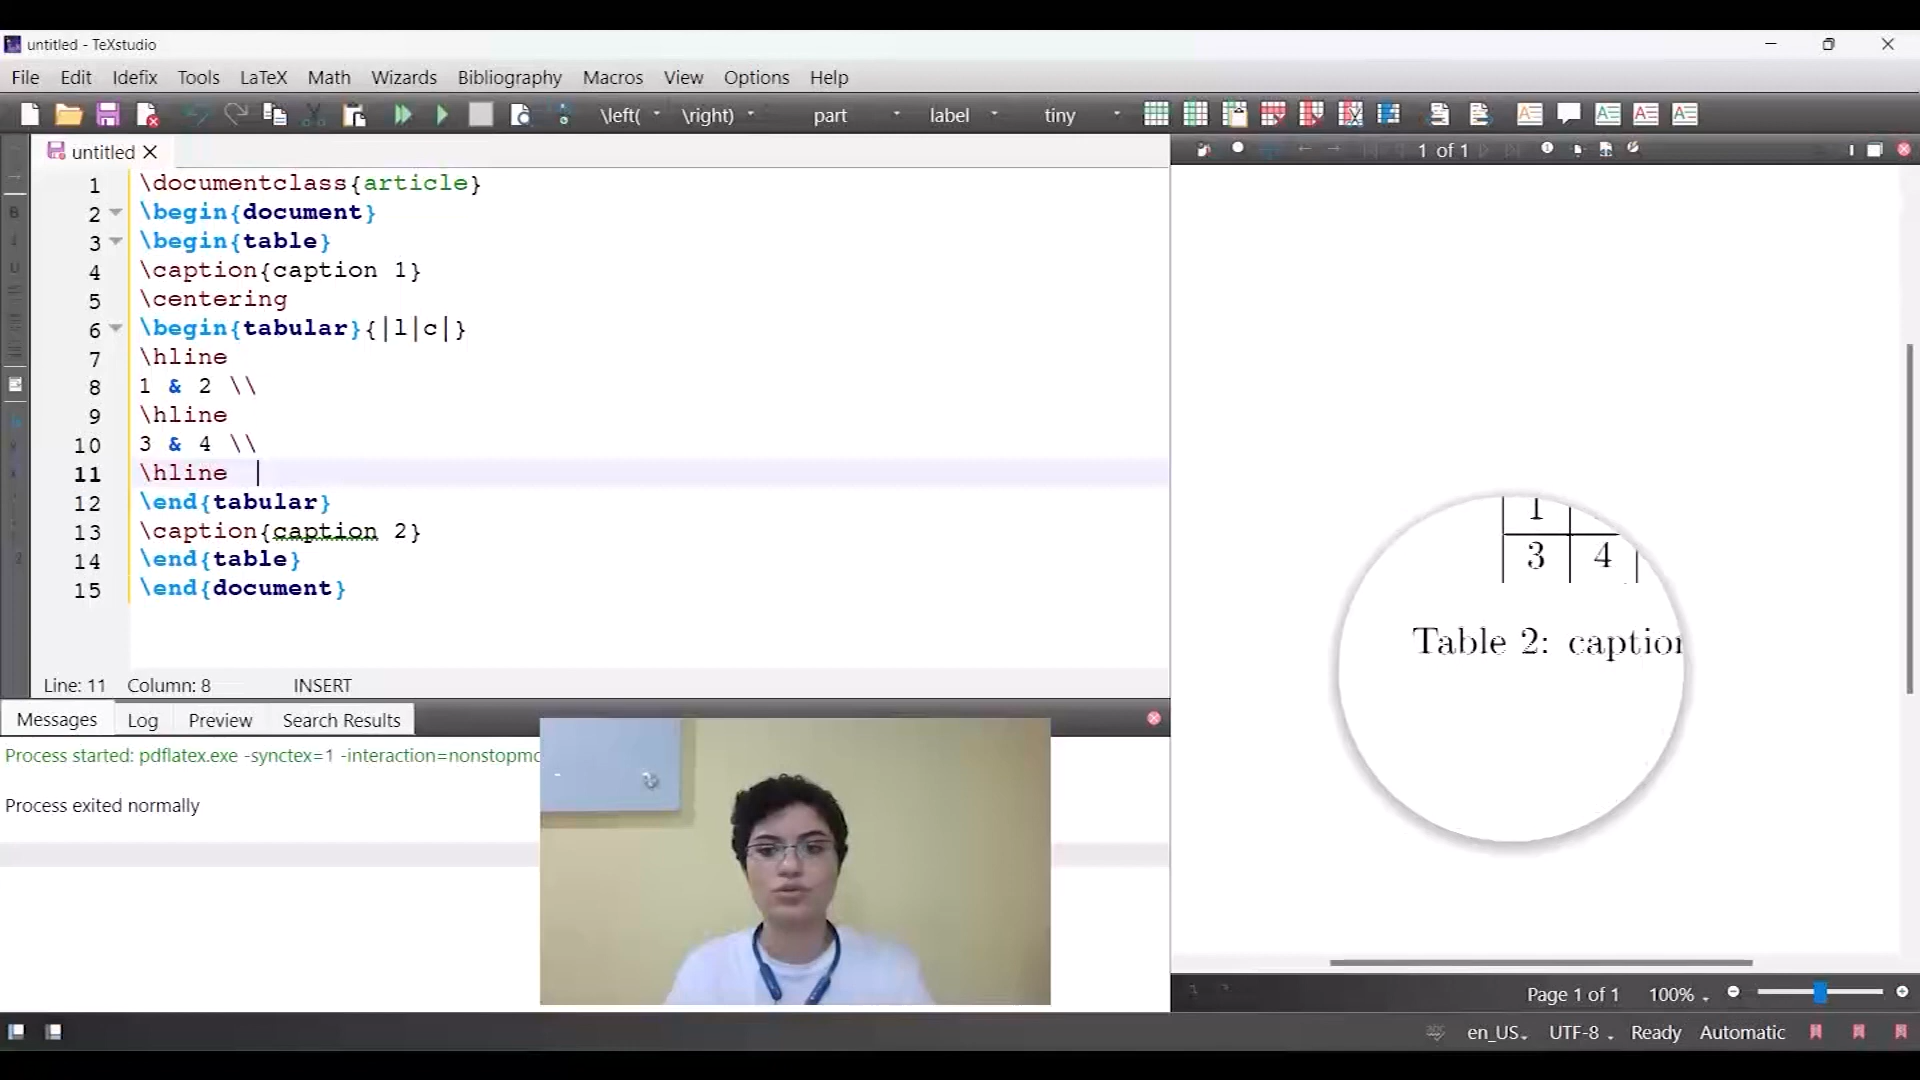 untitled - TeXstudio
File Edit Idefix Tools LaTeX Math Wizards Bibliography Macros View Options Help
\left( \right) part label tiny
untitled
1 of 1
1 \documentclass{article}
2 \begin{document}
3 \begin{table}
4 \caption{caption 1}
5 \centering
6 \begin{tabular}{|l|c|}
7 \hline
8 1 & 2 \\
9 \hline
10 3 & 4 \\
11 \hline
12 \end{tabular}
13 \caption{caption 2}
14 \end{table}
15 \end{document}
1
3 4
Table 2: caption
Line: 11 Column: 8 INSERT
Messages Log Preview Search Results
Process started: pdflatex.exe -synctex=1 -interaction=nonstopmo
Process exited normally
Page 1 of 1 100%
en_US UTF-8 Ready Automatic